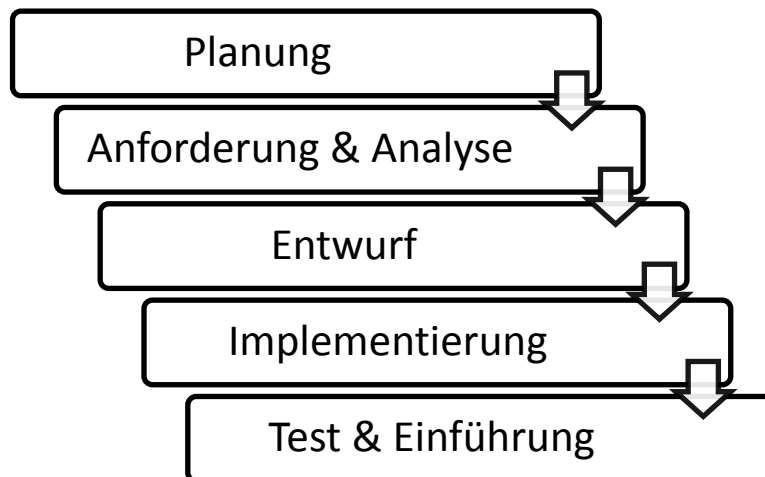 Planung
Anforderung & Analyse
Entwurf
Implementierung
Test & Einführung